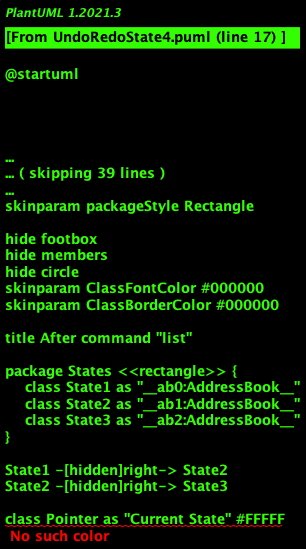 PlantUML 1.2021.3
[From UndoRedoState4.puml (line 17) ]
@startuml
...
... ( skipping 39 lines )
...
skinparam packageStyle Rectangle
hide footbox
hide members
hide circle
skinparam ClassFontColor #000000
skinparam ClassBorderColor #000000
title After command "list"
package States <<rectangle>> {
class State1 as "__ab0:AddressBook__"
class State2 as "__ab1:AddressBook__"
class State3 as "__ab2:AddressBook__"
}
State1 -[hidden]right-> State2
State2 -[hidden]right-> State3
class Pointer as "Current State" #FFFFF
No such color